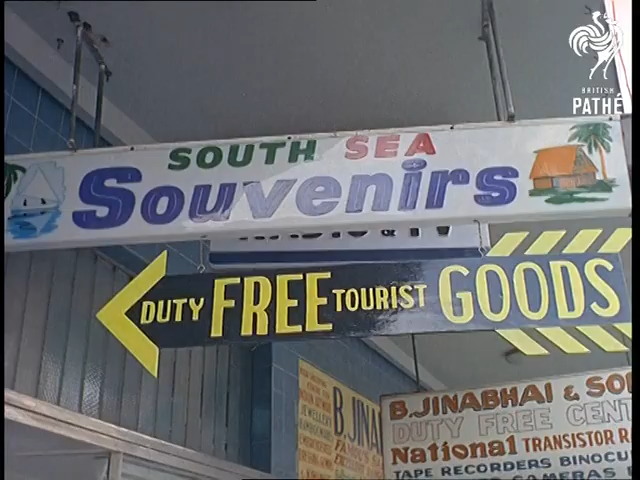 BRITISH
PATHÉ
SOUTH SEA
Souvenirs
DUTY FREE TOURIST GOODS
B. JINA
B. JINABHAI & SO
DUTY FREE CENT
National TRANSISTOR R
TAPE RECORDERS BINOCU
CAMERAS